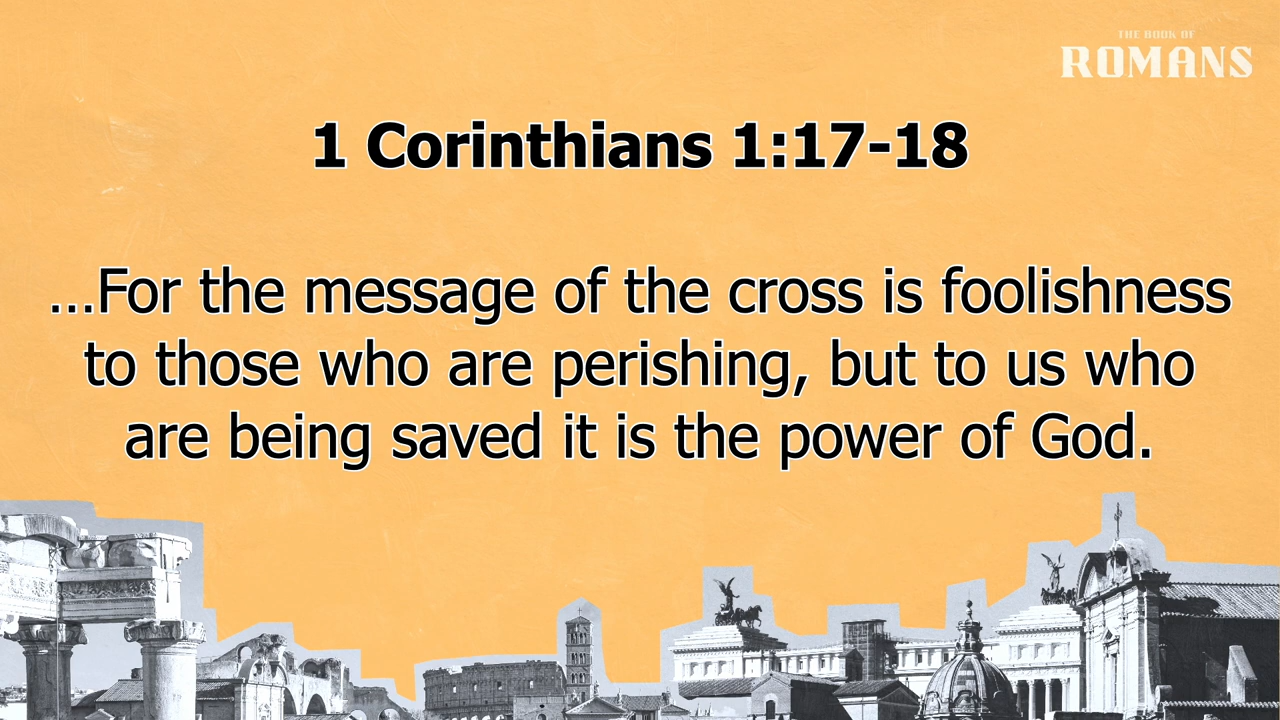 THE BOOK OF
ROMANS
1 Corinthians 1:17-18
...For the message of the cross is foolishness
to those who are perishing, but to us who
are being saved it is the power of God.